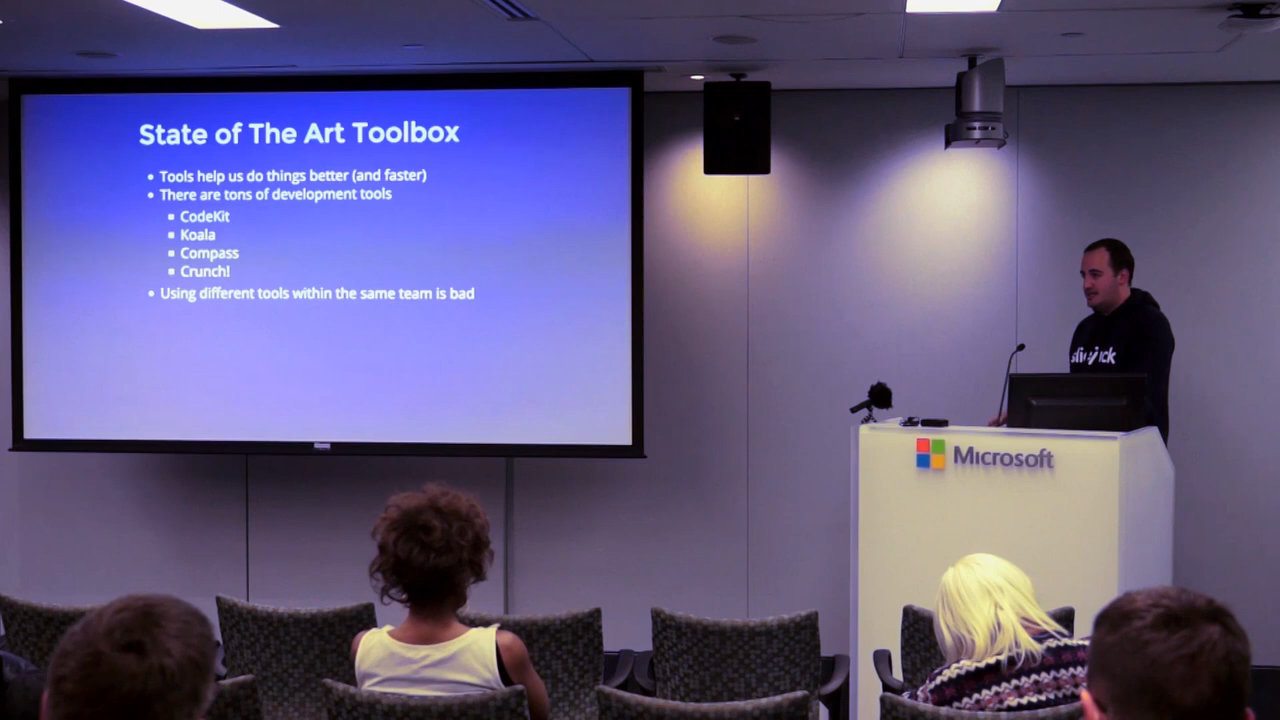 State of The Art Toolbox
Tools help us do things better (and faster)
There are tons of development tools
CodeKit
Koala
Compass
Crunch!
Using different tools within the same team is bad
Microsoft